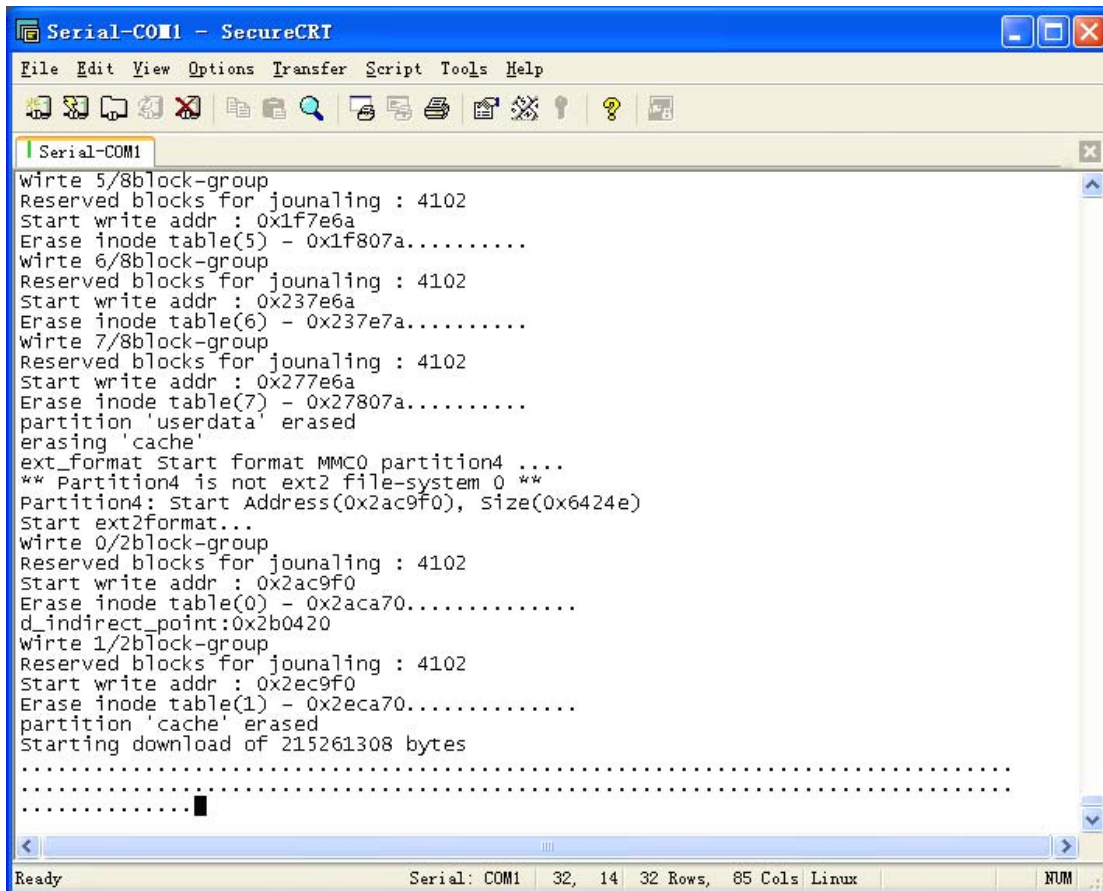 Serial-COM1 - SecureCRT
File Edit View Options Transfer Script Tools Help
Serial-COM1
Wirte 5/8block-group
Reserved blocks for jounaling : 4102
Start write addr : 0x1f7e6a
Erase inode table(5) - 0x1f807a..........
Wirte 6/8block-group
Reserved blocks for jounaling : 4102
Start write addr : 0x237e6a
Erase inode table(6) - 0x237e7a..........
Wirte 7/8block-group
Reserved blocks for jounaling : 4102
Start write addr : 0x277e6a
Erase inode table(7) - 0x27807a..........
partition 'userdata' erased
erasing 'cache'
ext_format Start format MMC0 partition4 ....
** Partition4 is not ext2 file-system 0 **
Partition4: Start Address(0x2ac9f0), Size(0x6424e)
Start ext2format...
Wirte 0/2block-group
Reserved blocks for jounaling : 4102
Start write addr : 0x2ac9f0
Erase inode table(0) - 0x2aca70..............
d_indirect_point:0x2b0420
Wirte 1/2block-group
Reserved blocks for jounaling : 4102
Start write addr : 0x2ec9f0
Erase inode table(1) - 0x2eca70..............
partition 'cache' erased
Starting download of 215261308 bytes
................................................................................
................................................................................
..............
Ready Serial: COM1 32, 14 32 Rows, 85 Cols Linux NUM